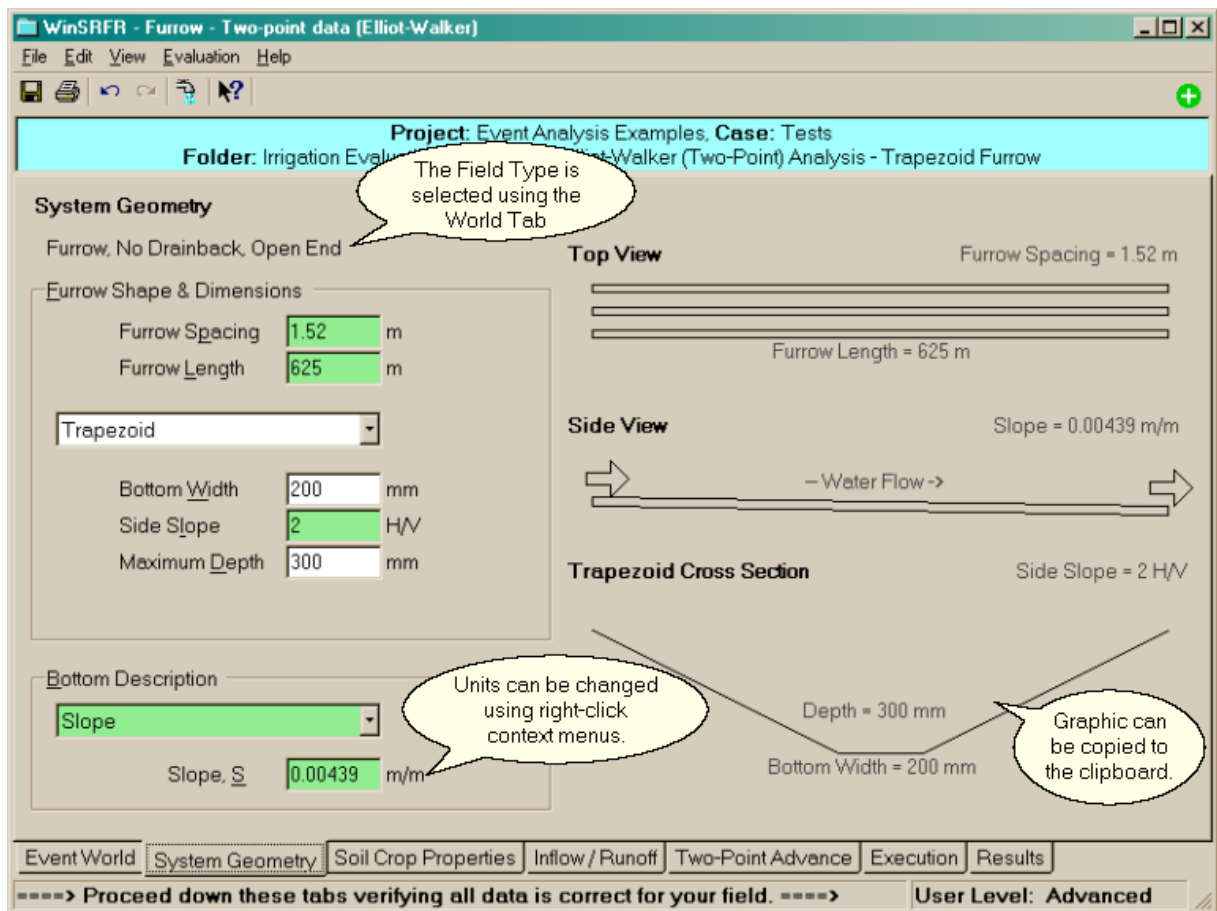 WinSRFR - Furrow - Two-point data (Elliot-Walker)
File Edit View Evaluation Help
Project: Event Analysis Examples, Case: Tests
Folder: Irrigation Evalu Elliot-Walker (Two-Point) Analysis - Trapezoid Furrow
The Field Type is
selected using the
World Tab
System Geometry
Furrow, No Drainback, Open End
Furrow Shape & Dimensions
Furrow Spacing 1.52 m
Furrow Length 625 m
Trapezoid
Bottom Width 200 mm
Side Slope 2 H/V
Maximum Depth 300 mm
Bottom Description
Slope
Slope, S 0.00439 m/m
Units can be changed
using right-click
context menus.
Top View Furrow Spacing = 1.52 m
Furrow Length = 625 m
Side View Slope = 0.00439 m/m
-- Water Flow ->
Trapezoid Cross Section Side Slope = 2 H/V
Depth = 300 mm
Bottom Width = 200 mm
Graphic can
be copied to
the clipboard.
Event World System Geometry Soil Crop Properties Inflow / Runoff Two-Point Advance Execution Results
====> Proceed down these tabs verifying all data is correct for your field. ====> User Level: Advanced